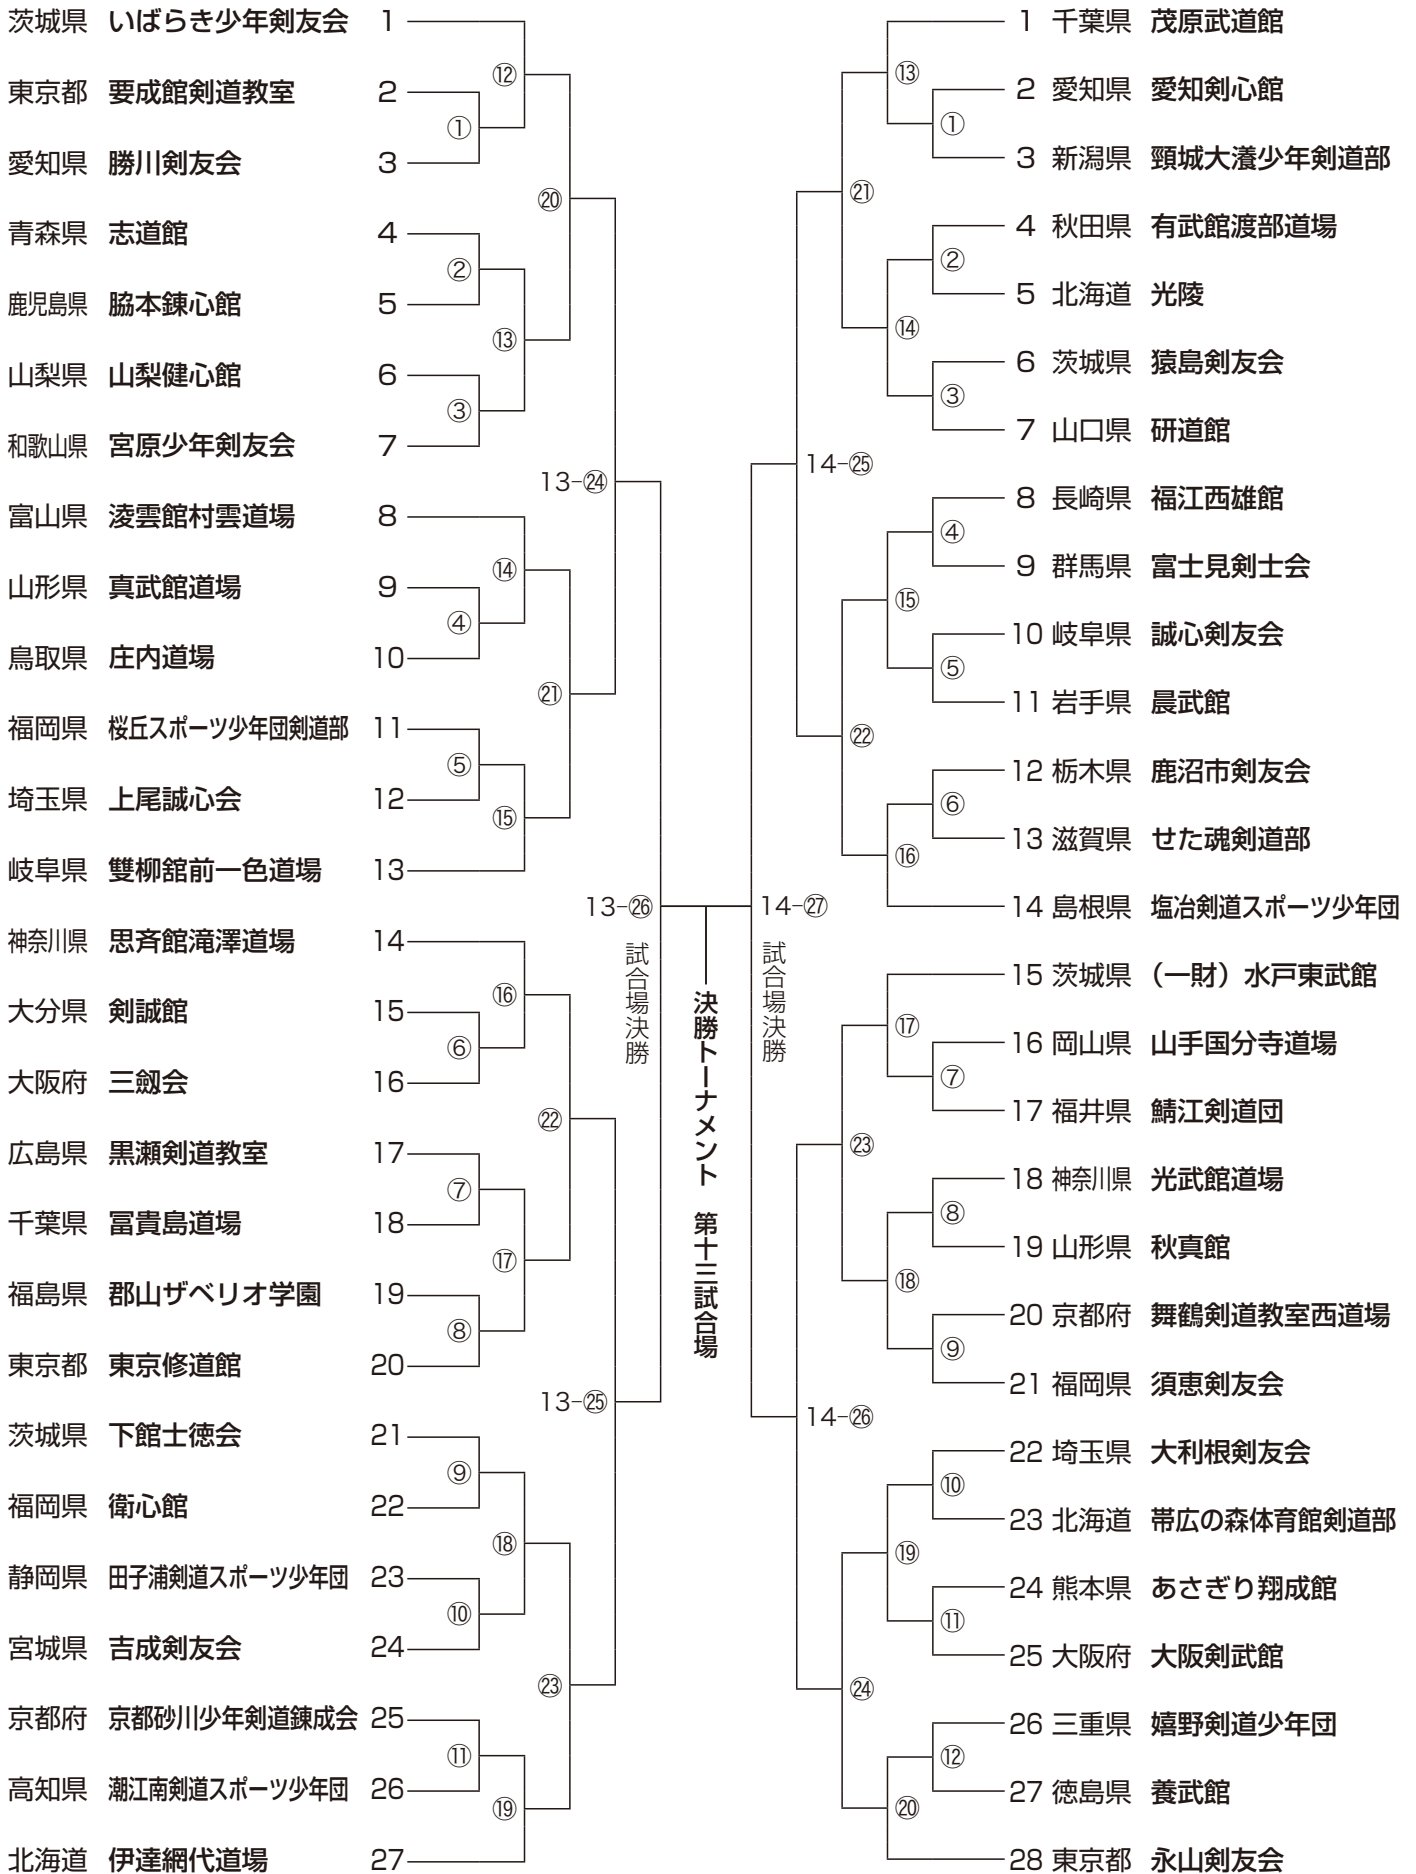 茨城県 いばらき少年剣友会 1
東京都 要成館剣道教室 2
愛知県 勝川剣友会 3
青森県 志道館 4
鹿児島県 脇本錬心館 5
山梨県 山梨健心館 6
和歌山県 宮原少年剣友会 7
富山県 淩雲館村雲道場 8
山形県 真武館道場 9
鳥取県 庄内道場 10
福岡県 桜丘スポーツ少年団剣道部 11
埼玉県 上尾誠心会 12
岐阜県 雙柳舘前一色道場 13
神奈川県 思斉館滝澤道場 14
大分県 剣誠館 15
大阪府 三劔会 16
広島県 黒瀬剣道教室 17
千葉県 冨貴島道場 18
福島県 郡山ザベリオ学園 19
東京都 東京修道館 20
茨城県 下館士徳会 21
福岡県 衛心館 22
静岡県 田子浦剣道スポーツ少年団 23
宮城県 吉成剣友会 24
京都府 京都砂川少年剣道錬成会 25
高知県 潮江南剣道スポーツ少年団 26
北海道 伊達網代道場 27
①
②
③
④
⑤
⑥
⑦
⑧
⑨
⑩
⑪
⑫
⑬
⑭
⑮
⑯
⑰
⑱
⑲
⑳
㉑
㉒
㉓
13-㉔
13-㉕
13-㉖
試合場決勝
決勝トーナメント 第十三試合場
14-㉗
試合場決勝
14-㉕
14-㉖
㉑
㉒
㉓
㉔
⑬
⑭
⑮
⑯
⑰
⑱
⑲
⑳
①
②
③
④
⑤
⑥
⑦
⑧
⑨
⑩
⑪
⑫
1 千葉県 茂原武道館
2 愛知県 愛知剣心館
3 新潟県 頸城大瀁少年剣道部
4 秋田県 有武館渡部道場
5 北海道 光陵
6 茨城県 猿島剣友会
7 山口県 研道館
8 長崎県 福江西雄館
9 群馬県 富士見剣士会
10 岐阜県 誠心剣友会
11 岩手県 晨武館
12 栃木県 鹿沼市剣友会
13 滋賀県 せた魂剣道部
14 島根県 塩冶剣道スポーツ少年団
15 茨城県 （一財）水戸東武館
16 岡山県 山手国分寺道場
17 福井県 鯖江剣道団
18 神奈川県 光武館道場
19 山形県 秋真館
20 京都府 舞鶴剣道教室西道場
21 福岡県 須恵剣友会
22 埼玉県 大利根剣友会
23 北海道 帯広の森体育館剣道部
24 熊本県 あさぎり翔成館
25 大阪府 大阪剣武館
26 三重県 嬉野剣道少年団
27 徳島県 養武館
28 東京都 永山剣友会